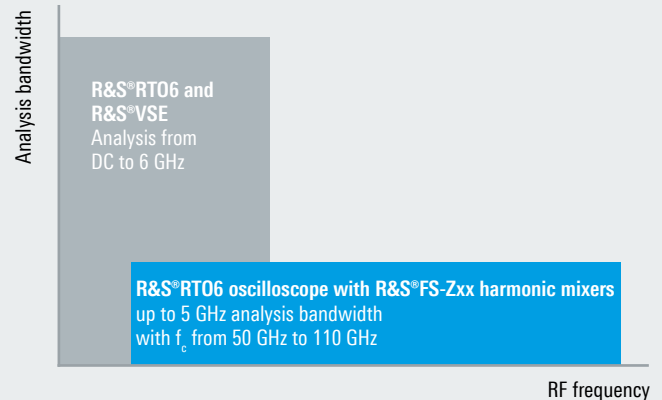 Analysis bandwidth
R&S®RTO6 and
R&S®VSE
Analysis from
DC to 6 GHz
R&S®RTO6 oscilloscope with R&S®FS-Zxx harmonic mixers
up to 5 GHz analysis bandwidth
with fc from 50 GHz to 110 GHz
RF frequency